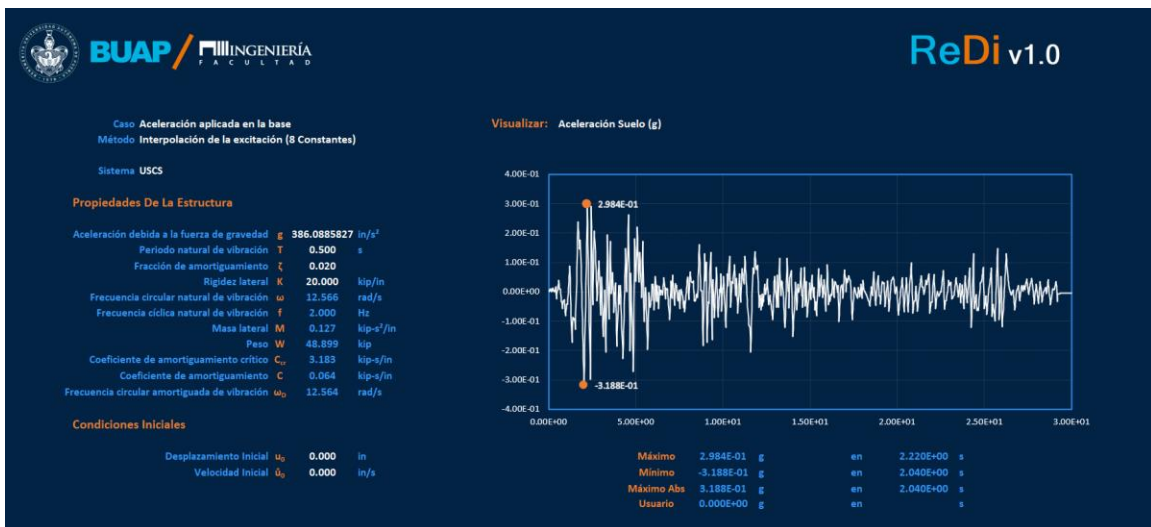 BUAP / INGENIERÍA
FACULTAD
ReDi v1.0
Caso Aceleración aplicada en la base
Método Interpolación de la excitación (8 Constantes)
Sistema USCS
Propiedades De La Estructura
Aceleración debida a la fuerza de gravedad g 386.0885827 in/s²
Periodo natural de vibración T 0.500 s
Fracción de amortiguamiento ζ 0.020
Rigidez lateral K 20.000 kip/in
Frecuencia circular natural de vibración ω 12.566 rad/s
Frecuencia cíclica natural de vibración f 2.000 Hz
Masa lateral M 0.127 kip-s²/in
Peso W 48.899 kip
Coeficiente de amortiguamiento crítico Ccr 3.183 kip-s/in
Coeficiente de amortiguamiento C 0.064 kip-s/in
Frecuencia circular amortiguada de vibración ωD 12.564 rad/s
Condiciones Iniciales
Desplazamiento Inicial u₀ 0.000 in
Velocidad Inicial û₀ 0.000 in/s
Visualizar: Aceleración Suelo (g)
4.00E-01
3.00E-01
2.00E-01
1.00E-01
0.00E+00
-1.00E-01
-2.00E-01
-3.00E-01
-4.00E-01
2.984E-01
-3.188E-01
0.00E+00 5.00E+00 1.00E+01 1.50E+01 2.00E+01 2.50E+01 3.00E+01
Máximo 2.984E-01 g en 2.220E+00 s
Mínimo -3.188E-01 g en 2.040E+00 s
Máximo Abs 3.188E-01 g en 2.040E+00 s
Usuario 0.000E+00 g en s